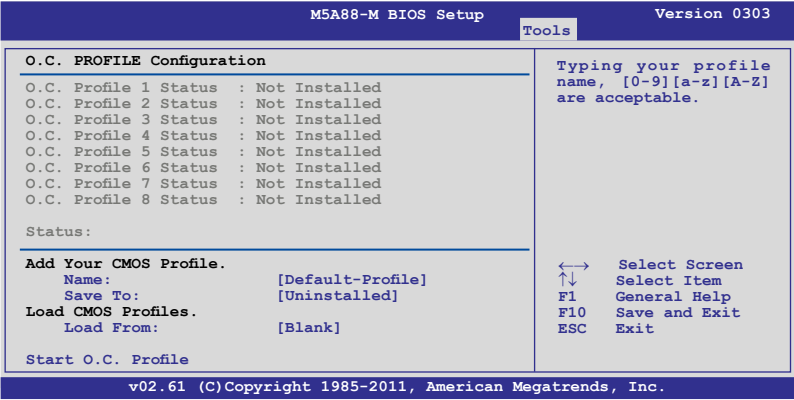 M5A88-M BIOS Setup Version 0303
Tools
O.C. PROFILE Configuration
O.C. Profile 1 Status : Not Installed
O.C. Profile 2 Status : Not Installed
O.C. Profile 3 Status : Not Installed
O.C. Profile 4 Status : Not Installed
O.C. Profile 5 Status : Not Installed
O.C. Profile 6 Status : Not Installed
O.C. Profile 7 Status : Not Installed
O.C. Profile 8 Status : Not Installed
Status:
Add Your CMOS Profile.
Name: [Default-Profile]
Save To: [Uninstalled]
Load CMOS Profiles.
Load From: [Blank]
Start O.C. Profile
Typing your profile
name, [0-9][a-z][A-Z]
are acceptable.
←→ Select Screen
↑↓ Select Item
F1 General Help
F10 Save and Exit
ESC Exit
v02.61 (C)Copyright 1985-2011, American Megatrends, Inc.